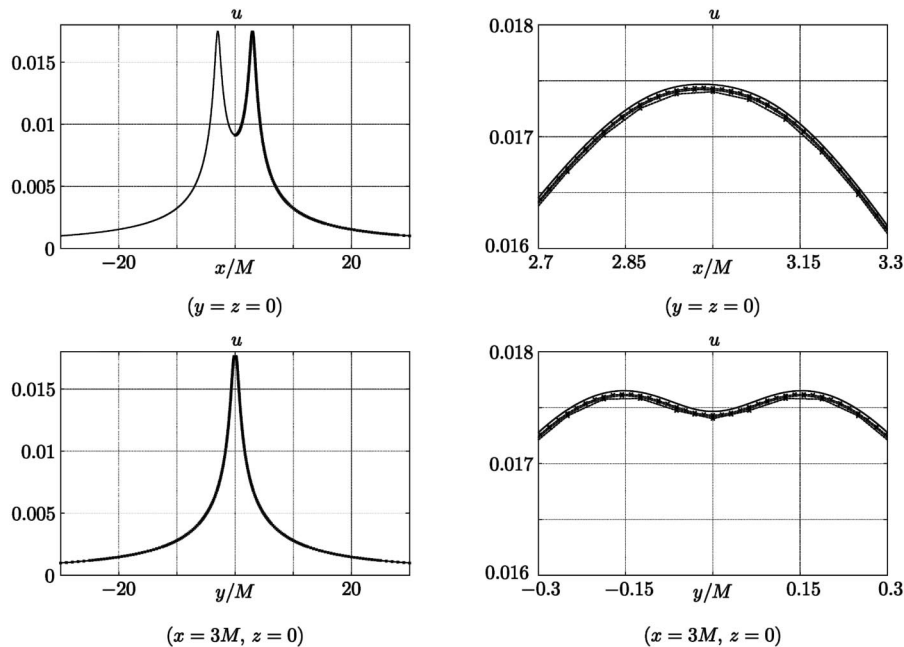 u
0.015
0.01
0.005
0
−20
x/M
20
(y = z = 0)
u
0.018
0.017
0.016
2.7
2.85
x/M
3.15
3.3
(y = z = 0)
u
0.015
0.01
0.005
0
−20
y/M
20
(x = 3M, z = 0)
u
0.018
0.017
0.016
−0.3
−0.15
y/M
0.15
0.3
(x = 3M, z = 0)